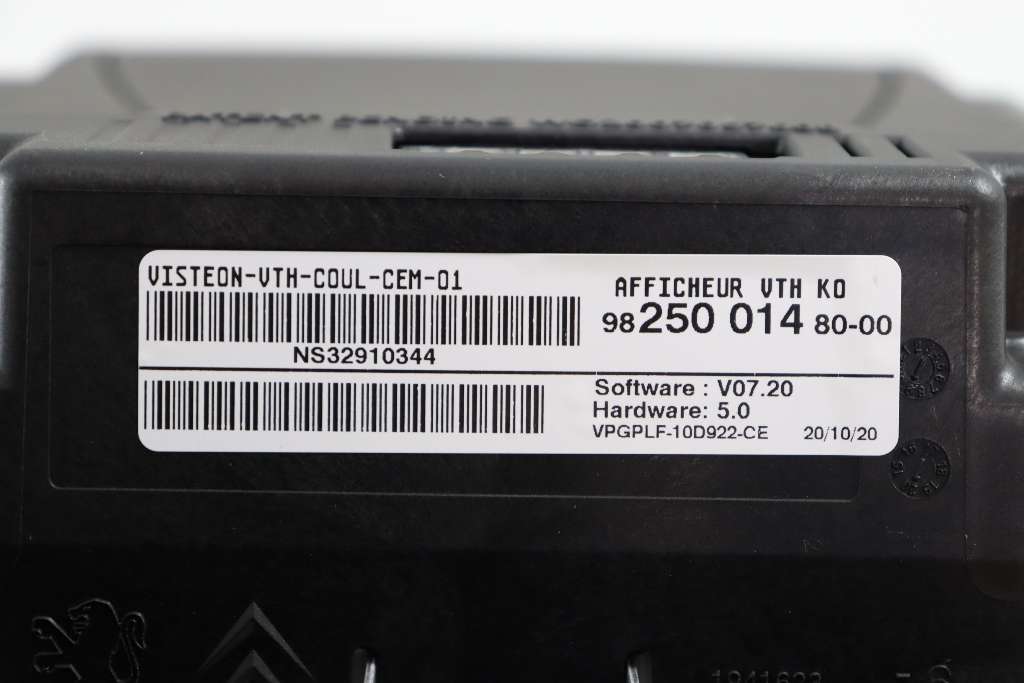 VISTEON-VTH-COUL-CEM-01
AFFICHEUR VTH KO
98 250 014 80-00
NS32910344
Software : V07.20
Hardware: 5.0
VPGPLF-10D922-CE 20/10/20